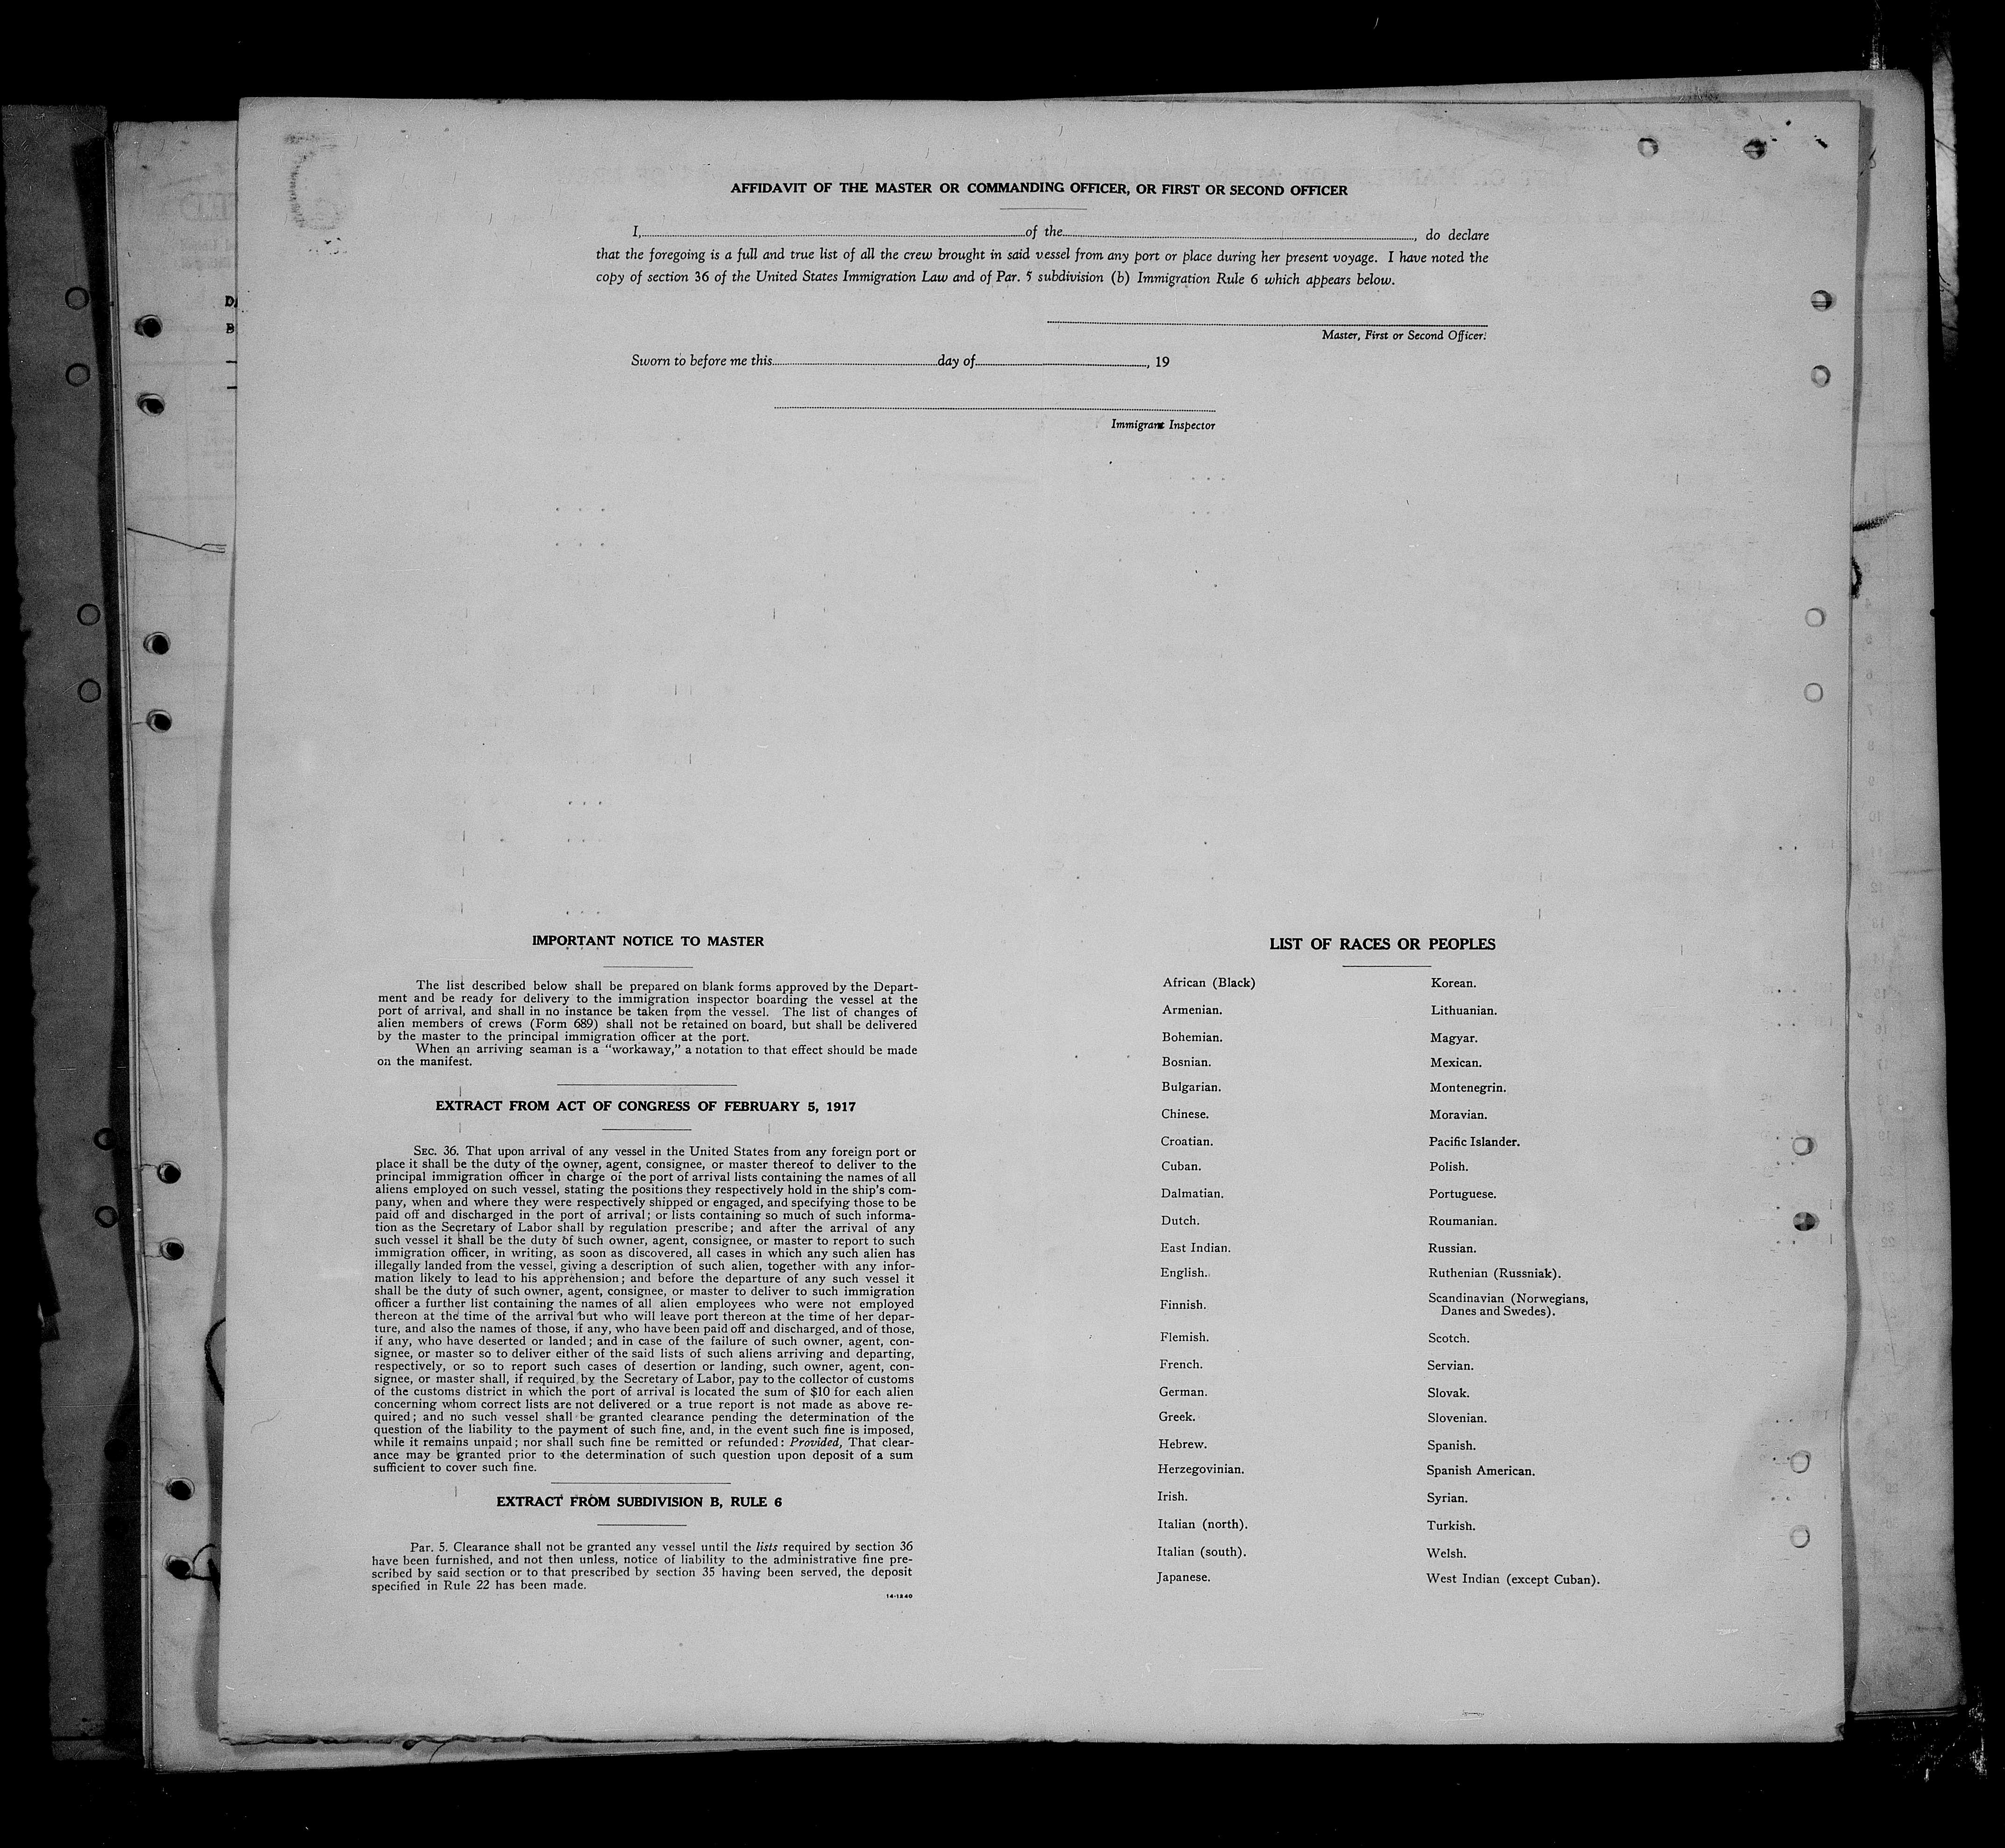 AFFIDAVIT OF THE MASTER OR COMMANDING OFFICER, OR FIRST OR SECOND OFFICER
I, of the , do declare
that the foregoing is a full and true list of all the crew brought in said vessel from any port or place during her present voyage. I have noted the
copy of section 36 of the United States Immigration Law and of Par. 5 subdivision (b) Immigration Rule 6 which appears below.
Master, First or Second Officer.
Sworn to before me this day of , 19
Immigrant Inspector
IMPORTANT NOTICE TO MASTER
The list described below shall be prepared on blank forms approved by the Depart-
ment and be ready for delivery to the immigration inspector boarding the vessel at the
port of arrival, and shall in no instance be taken from the vessel. The list of changes of
alien members of crews (Form 689) shall not be retained on board, but shall be delivered
by the master to the principal immigration officer at the port.
When an arriving seaman is a "workaway," a notation to that effect should be made
on the manifest.
EXTRACT FROM ACT OF CONGRESS OF FEBRUARY 5, 1917
SEC. 36. That upon arrival of any vessel in the United States from any foreign port or
place it shall be the duty of the owner, agent, consignee, or master thereof to deliver to the
principal immigration officer in charge of the port of arrival lists containing the names of all
aliens employed on such vessel, stating the positions they respectively hold in the ship's com-
pany, when and where they were respectively shipped or engaged, and specifying those to be
paid off and discharged in the port of arrival; or lists containing so much of such informa-
tion as the Secretary of Labor shall by regulation prescribe; and after the arrival of any
such vessel it shall be the duty of such owner, agent, consignee, or master to report to such
immigration officer, in writing, as soon as discovered, all cases in which any such alien has
illegally landed from the vessel, giving a description of such alien, together with any infor-
mation likely to lead to his apprehension; and before the departure of any such vessel it
shall be the duty of such owner, agent, consignee, or master to deliver to such immigration
officer a further list containing the names of all alien employees who were not employed
thereon at the time of the arrival but who will leave port thereon at the time of her depar-
ture, and also the names of those, if any, who have been paid off and discharged, and of those,
if any, who have deserted or landed; and in case of the failure of such owner, agent, con-
signee, or master so to deliver either of the said lists of such aliens arriving and departing,
respectively, or so to report such cases of desertion or landing, such owner, agent, con-
signee, or master shall, if required by the Secretary of Labor, pay to the collector of customs
of the customs district in which the port of arrival is located the sum of $10 for each alien
concerning whom correct lists are not delivered or a true report is not made as above re-
quired; and no such vessel shall be granted clearance pending the determination of the
question of the liability to the payment of such fine, and, in the event such fine is imposed,
while it remains unpaid; nor shall such fine be remitted or refunded: Provided, That clear-
ance may be granted prior to the determination of such question upon deposit of a sum
sufficient to cover such fine.
EXTRACT FROM SUBDIVISION B, RULE 6
Par. 5. Clearance shall not be granted any vessel until the lists required by section 36
have been furnished, and not then unless, notice of liability to the administrative fine pre-
scribed by said section or to that prescribed by section 35 having been served, the deposit
specified in Rule 22 has been made.
14-1240
LIST OF RACES OR PEOPLES
African (Black)
Armenian.
Bohemian.
Bosnian.
Bulgarian.
Chinese.
Croatian.
Cuban.
Dalmatian.
Dutch.
East Indian.
English.
Finnish.
Flemish.
French.
German.
Greek.
Hebrew.
Herzegovinian.
Irish.
Italian (north).
Italian (south).
Japanese.
Korean.
Lithuanian.
Magyar.
Mexican.
Montenegrin.
Moravian.
Pacific Islander.
Polish.
Portuguese.
Roumanian.
Russian.
Ruthenian (Russniak).
Scandinavian (Norwegians,
Danes and Swedes).
Scotch.
Servian.
Slovak.
Slovenian.
Spanish.
Spanish American.
Syrian.
Turkish.
Welsh.
West Indian (except Cuban).